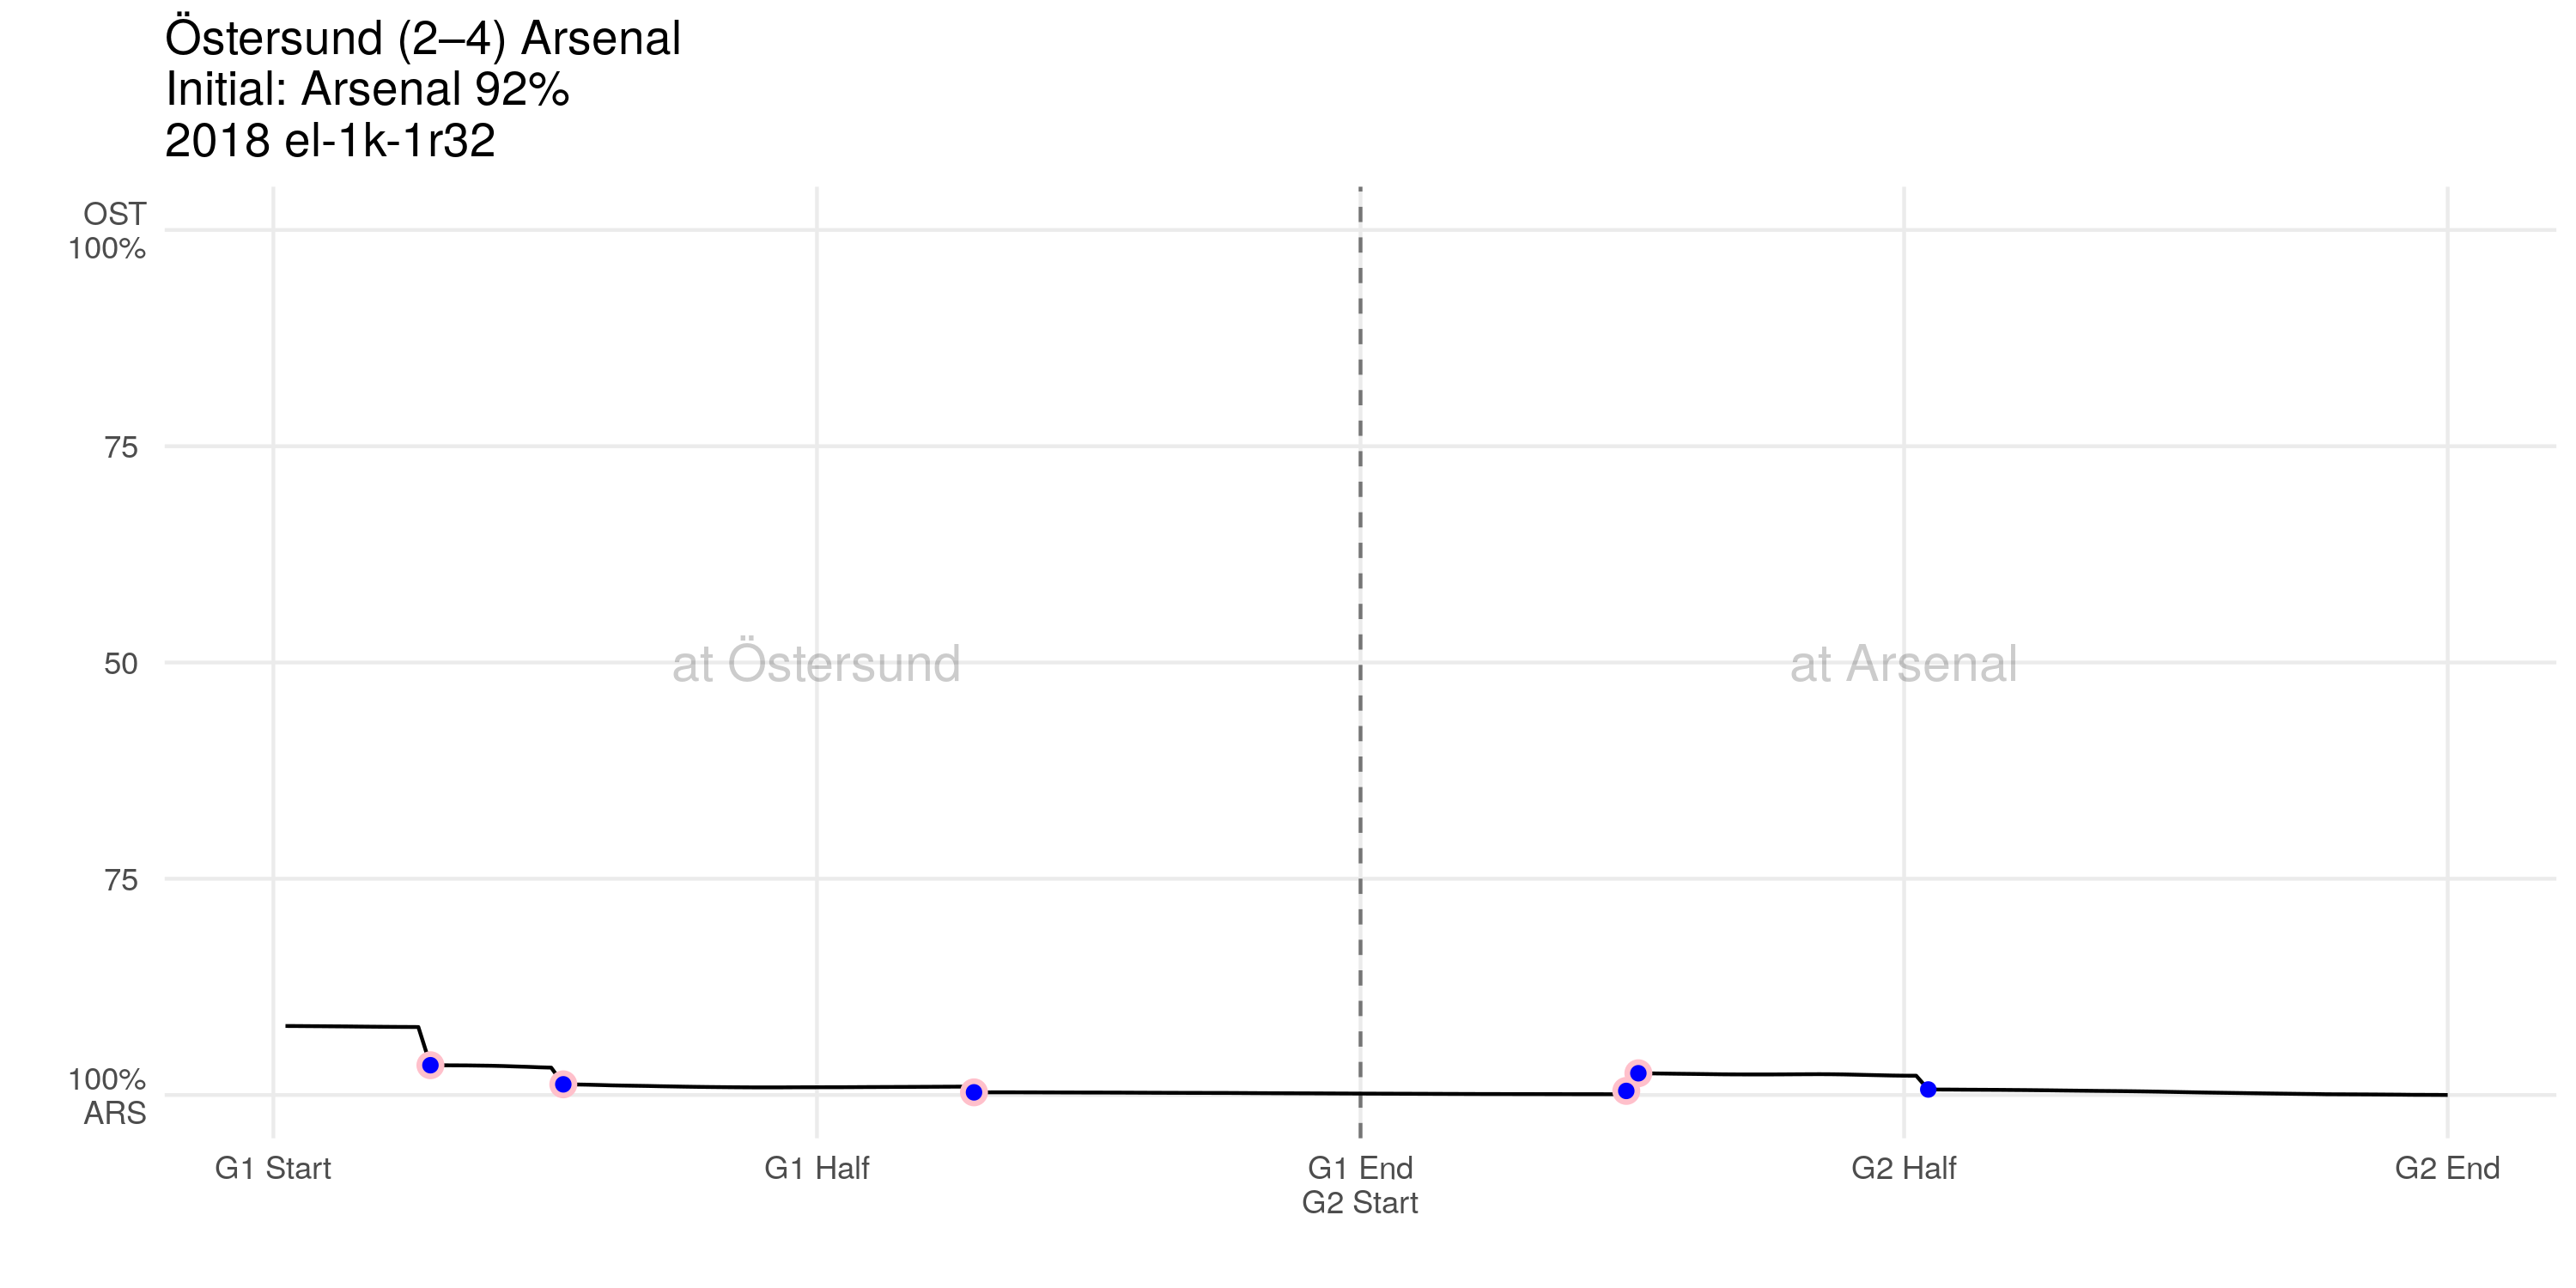 Östersund (2–4) Arsenal
Initial: Arsenal 92%
2018 el-1k-1r32
OST
100%
75
50
75
100%
ARS
at Östersund
at Arsenal
G1 Start
G1 Half
G1 End
G2 Start
G2 Half
G2 End